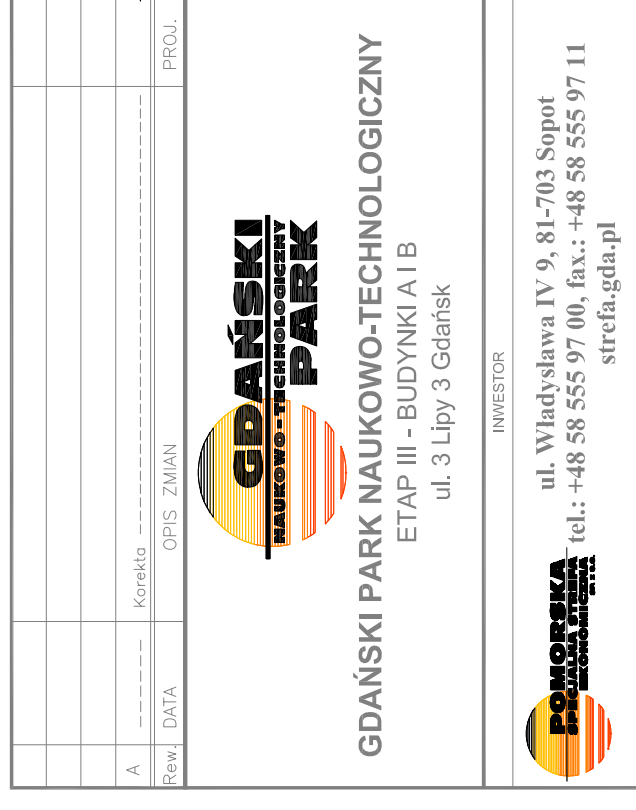 A ------ Korekta --------------------------------
Rew. DATA OPIS ZMIAN PROJ.
GDAŃSKI
NAUKOWO-TECHNOLOGICZNY
PARK
GDAŃSKI PARK NAUKOWO-TECHNOLOGICZNY
ETAP III - BUDYNKI A I B
ul. 3 Lipy 3 Gdańsk
INWESTOR
ul. Władysława IV 9, 81-703 Sopot
tel.: +48 58 555 97 00, fax.: +48 58 555 97 11
strefa.gda.pl
POMORSKA
SPECJALNA STREFA
EKONOMICZNA
SP. Z O.O.